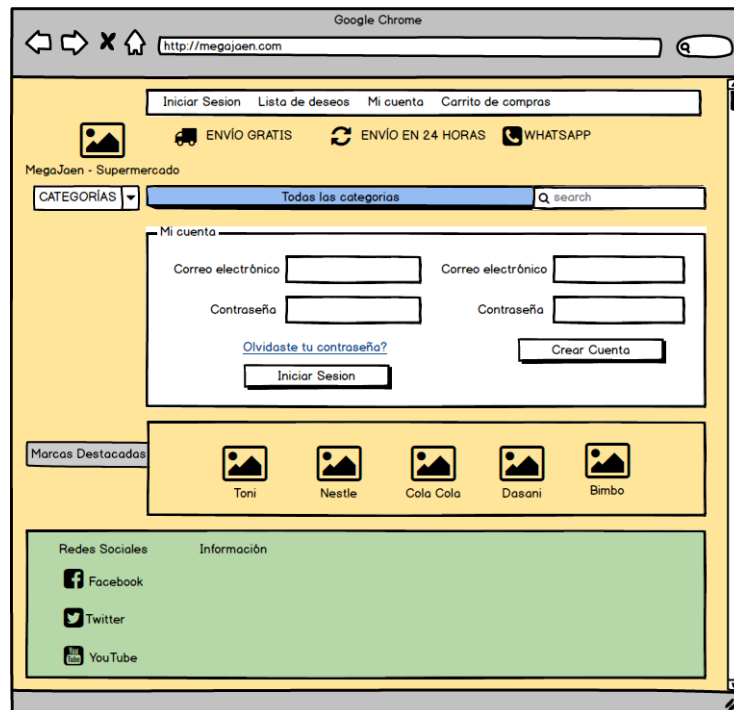 Google Chrome
http://megajaen.com
Iniciar Sesion Lista de deseos Mi cuenta Carrito de compras
ENVÍO GRATIS ENVÍO EN 24 HORAS WHATSAPP
MegaJaen - Supermercado
CATEGORÍAS Todas las categorias search
Mi cuenta
Correo electrónico Correo electrónico
Contraseña Contraseña
Olvidaste tu contraseña? Crear Cuenta
Iniciar Sesion
Marcas Destacadas
Toni Nestle Cola Cola Dasani Bimbo
Redes Sociales Información
Facebook
Twitter
You Tube YouTube